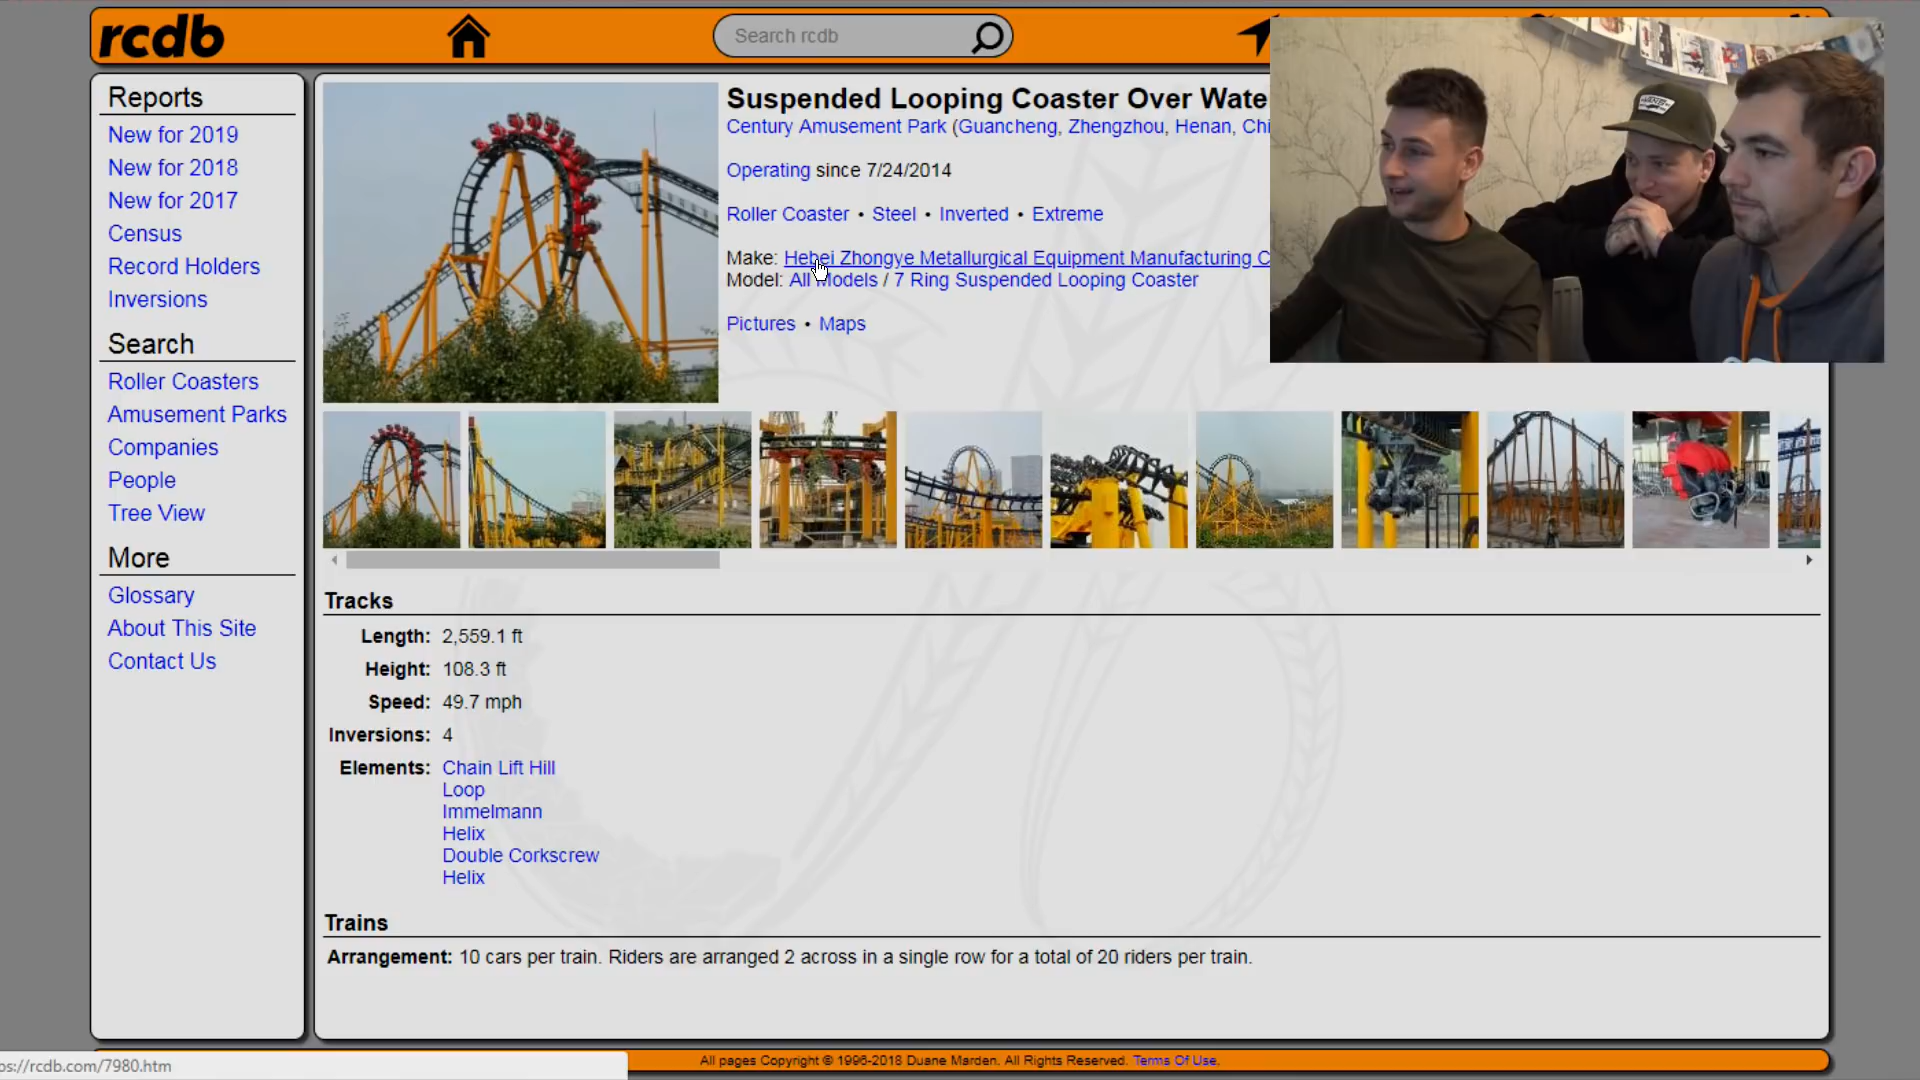 rcdb
Search rcdb
Reports
New for 2019
New for 2018
New for 2017
Census
Record Holders
Inversions
Search
Roller Coasters
Amusement Parks
Companies
People
Tree View
More
Glossary
About This Site
Contact Us
Suspended Looping Coaster Over Wate
Century Amusement Park (Guancheng, Zhengzhou, Henan, Chi
Operating since 7/24/2014
Roller Coaster • Steel • Inverted • Extreme
Make: Hebei Zhongye Metallurgical Equipment Manufacturing C
Model: All Models / 7 Ring Suspended Looping Coaster
Pictures • Maps
Tracks
Length: 2,559.1 ft
Height: 108.3 ft
Speed: 49.7 mph
Inversions: 4
Elements: Chain Lift Hill
Loop
Immelmann
Helix
Double Corkscrew
Helix
Trains
Arrangement: 10 cars per train. Riders are arranged 2 across in a single row for a total of 20 riders per train.
ps://rcdb.com/7980.htm
All pages Copyright © 1996-2018 Duane Marden. All Rights Reserved. Terms Of Use.